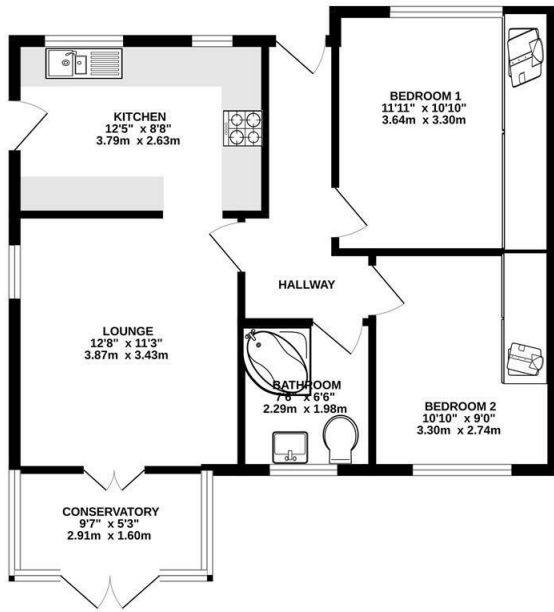 KITCHEN
12'5" x 8'8"
3.79m x 2.63m
BEDROOM 1
11'11" x 10'10"
3.64m x 3.30m
HALLWAY
LOUNGE
12'8" x 11'3"
3.87m x 3.43m
BATHROOM
7'6" x 6'6"
2.29m x 1.98m
BEDROOM 2
10'10" x 9'0"
3.30m x 2.74m
CONSERVATORY
9'7" x 5'3"
2.91m x 1.60m